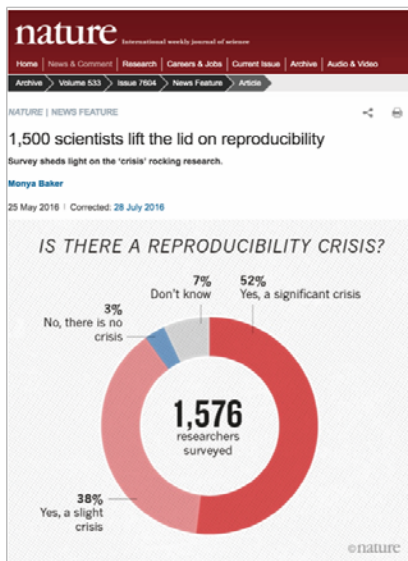 nature International weekly journal of science
Home | News & Comment | Research | Careers & Jobs | Current Issue | Archive | Audio & Video
Archive Volume 533 Issue 7604 News Feature Article
NATURE | NEWS FEATURE
1,500 scientists lift the lid on reproducibility
Survey sheds light on the ‘crisis’ rocking research.
Monya Baker
25 May 2016 | Corrected: 28 July 2016
IS THERE A REPRODUCIBILITY CRISIS?
7%
Don't know
52%
Yes, a significant crisis
3%
No, there is no
crisis
1,576
researchers
surveyed
38%
Yes, a slight
crisis
©nature